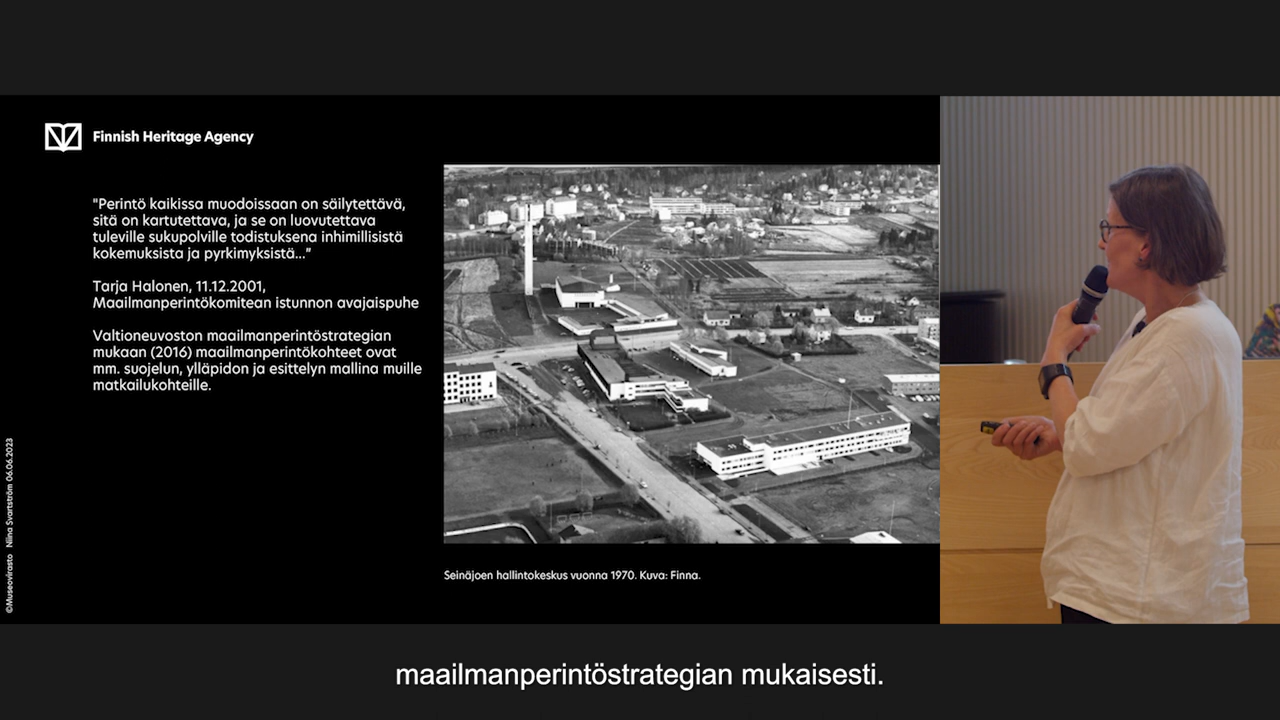 Finnish Heritage Agency
"Perintö kaikissa muodoissaan on säilytettävä,
sitä on kartutettava, ja se on luovutettava
tuleville sukupolville todistuksena inhimillisistä
kokemuksista ja pyrkimyksistä..."
Tarja Halonen, 11.12.2001,
Maailmanperintökomitean istunnon avajaispuhe
Valtioneuvoston maailmanperintöstrategian
mukaan (2016) maailmanperintökohteet ovat
mm. suojelun, ylläpidon ja esittelyn mallina muille
matkailukohteille.
©Museovirasto Niina Svartström 06.06.2023
Seinäjoen hallintokeskus vuonna 1970. Kuva: Finna.
maailmanperintöstrategian mukaisesti.